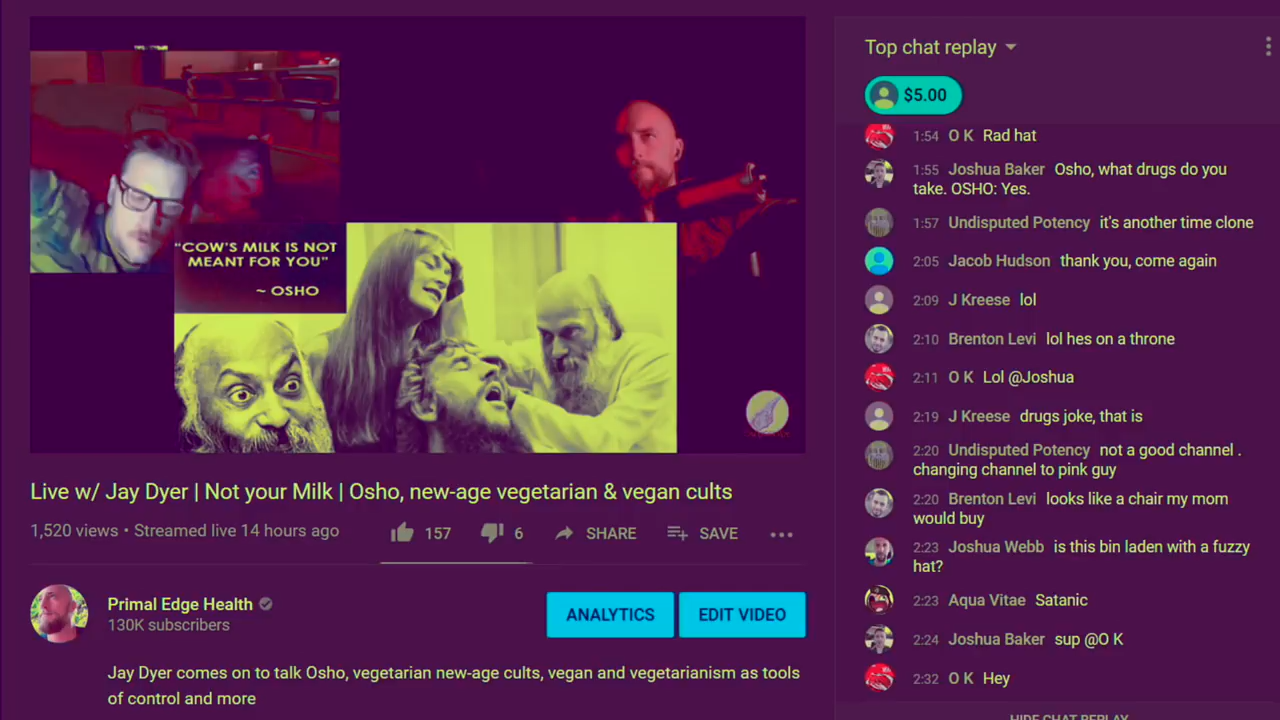 "COW'S MILK IS NOT
MEANT FOR YOU"
~ OSHO
Live w/ Jay Dyer | Not your Milk | Osho, new-age vegetarian & vegan cults
1,520 views • Streamed live 14 hours ago
157
6
SHARE
SAVE
Primal Edge Health
130K subscribers
ANALYTICS
EDIT VIDEO
Jay Dyer comes on to talk Osho, vegetarian new-age cults, vegan and vegetarianism as tools
of control and more
Top chat replay
$5.00
1:54 O K Rad hat
1:55 Joshua Baker Osho, what drugs do you
take. OSHO: Yes.
1:57 Undisputed Potency it's another time clone
2:05 Jacob Hudson thank you, come again
2:09 J Kreese lol
2:10 Brenton Levi lol hes on a throne
2:11 O K Lol @Joshua
2:19 J Kreese drugs joke, that is
2:20 Undisputed Potency not a good channel .
changing channel to pink guy
2:20 Brenton Levi looks like a chair my mom
would buy
2:23 Joshua Webb is this bin laden with a fuzzy
hat?
2:23 Aqua Vitae Satanic
2:24 Joshua Baker sup @O K
2:32 O K Hey
HIDE CHAT REPLAY